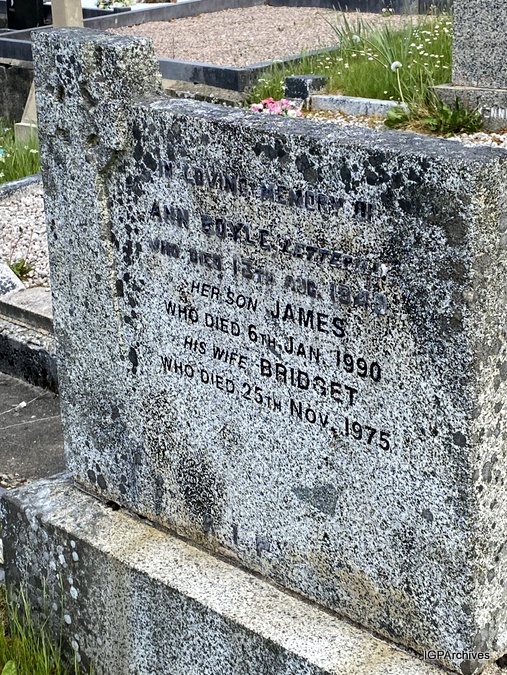 IN LOVING MEMORY
ANN BOYLE
WHO DIED 15TH AUG.
HER SON JAMES
WHO DIED 6TH JAN. 1990
HIS WIFE BRIDGET
WHO DIED 25TH NOV. 1975.
IGPArchives